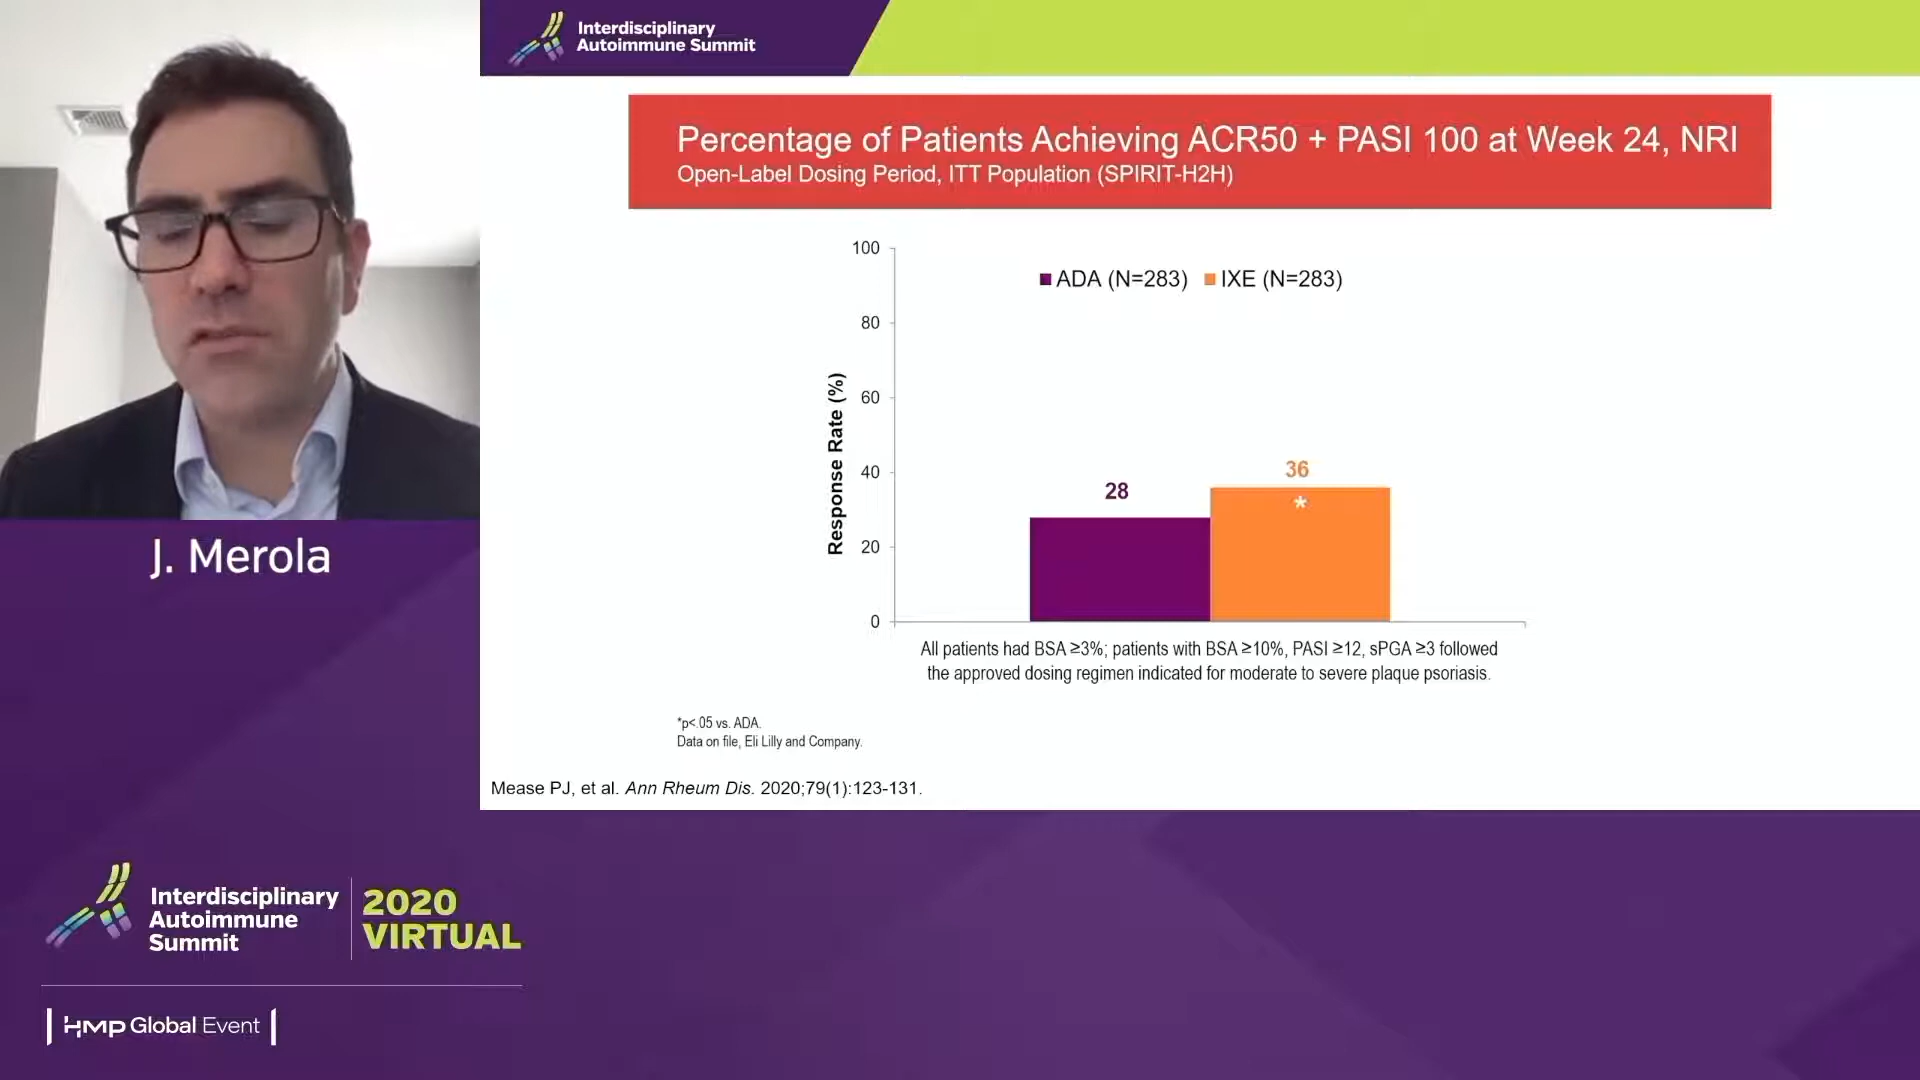 Interdisciplinary
Autoimmune Summit
Percentage of Patients Achieving ACR50 + PASI 100 at Week 24, NRI
Open-Label Dosing Period, ITT Population (SPIRIT-H2H)
ADA (N=283) IXE (N=283)
Response Rate (%)
100
80
60
40
20
0
28
36
*
All patients had BSA ≥3%; patients with BSA ≥10%, PASI ≥12, sPGA ≥3 followed
the approved dosing regimen indicated for moderate to severe plaque psoriasis.
*p<.05 vs. ADA.
Data on file, Eli Lilly and Company.
Mease PJ, et al. Ann Rheum Dis. 2020;79(1):123-131.
J. Merola
Interdisciplinary
Autoimmune
Summit
2020
VIRTUAL
HMP Global Event